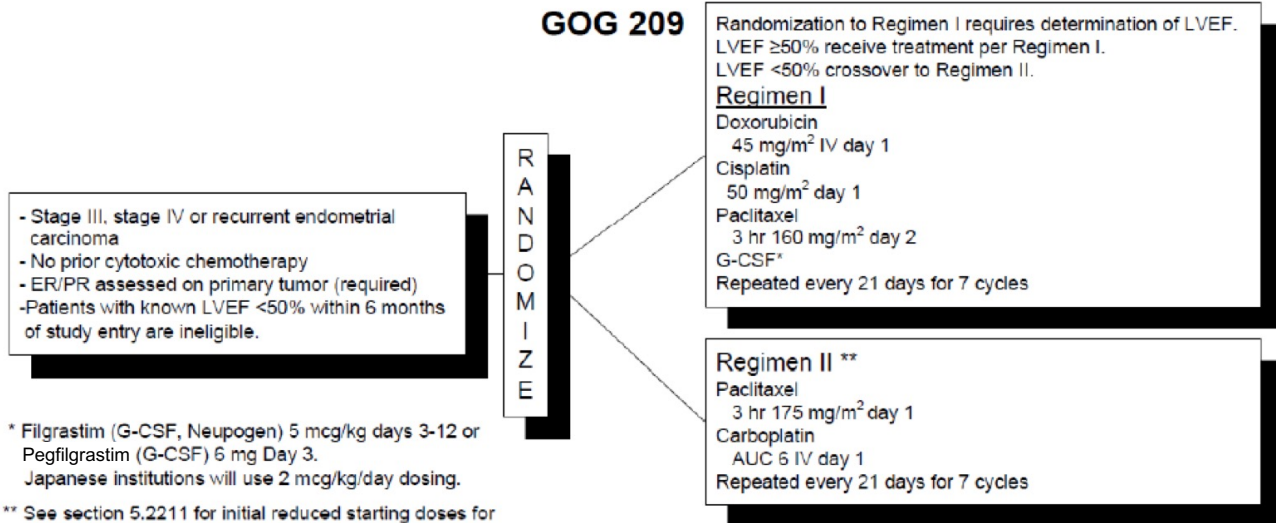 GOG 209
- Stage III, stage IV or recurrent endometrial
carcinoma
- No prior cytotoxic chemotherapy
- ER/PR assessed on primary tumor (required)
-Patients with known LVEF <50% within 6 months
of study entry are ineligible.
R
A
N
D
O
M
I
Z
E
Randomization to Regimen I requires determination of LVEF.
LVEF ≥50% receive treatment per Regimen I.
LVEF <50% crossover to Regimen II.
Regimen I
Doxorubicin
45 mg/m² IV day 1
Cisplatin
50 mg/m² day 1
Paclitaxel
3 hr 160 mg/m² day 2
G-CSF*
Repeated every 21 days for 7 cycles
Regimen II **
Paclitaxel
3 hr 175 mg/m² day 1
Carboplatin
AUC 6 IV day 1
Repeated every 21 days for 7 cycles
* Filgrastim (G-CSF, Neupogen) 5 mcg/kg days 3-12 or
Pegfilgrastim (G-CSF) 6 mg Day 3.
Japanese institutions will use 2 mcg/kg/day dosing.
** See section 5.2211 for initial reduced starting doses for